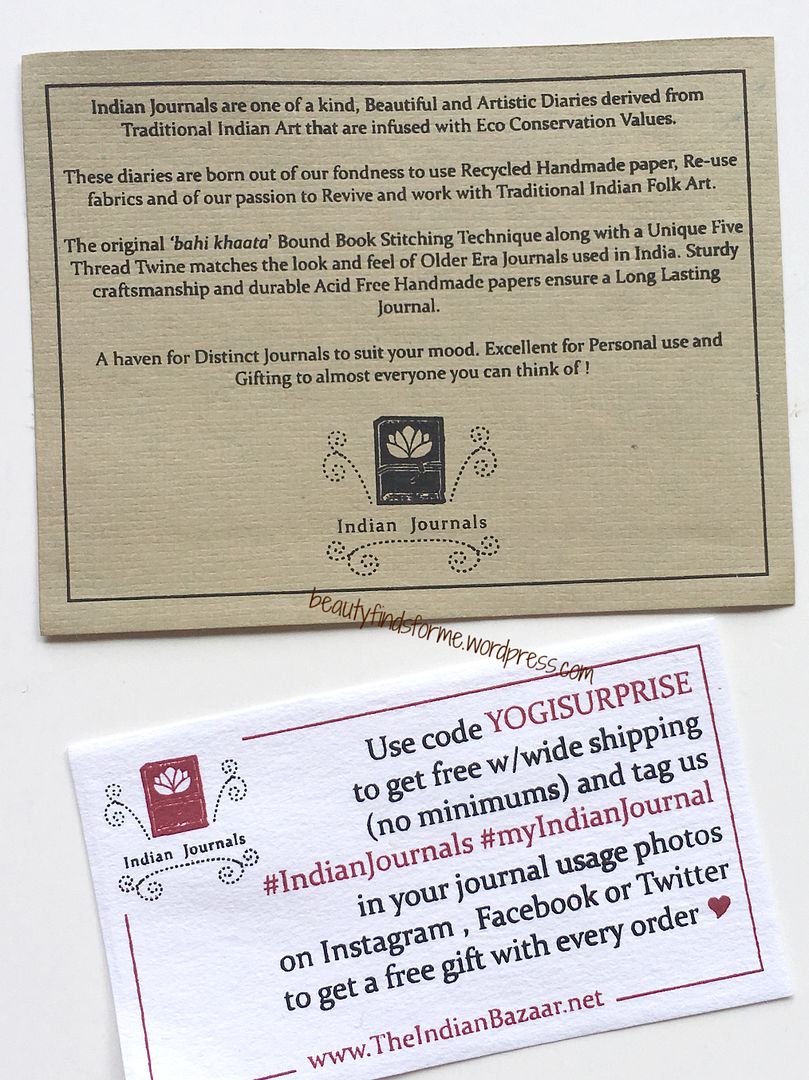 Indian Journals are one of a kind, Beautiful and Artistic Diaries derived from
Traditional Indian Art that are infused with Eco Conservation Values.
These diaries are born out of our fondness to use Recycled Handmade paper, Re-use
fabrics and of our passion to Revive and work with Traditional Indian Folk Art.
The original 'bahi khaata' Bound Book Stitching Technique along with a Unique Five
Thread Twine matches the look and feel of Older Era Journals used in India. Sturdy
craftsmanship and durable Acid Free Handmade papers ensure a Long Lasting
Journal.
A haven for Distinct Journals to suit your mood. Excellent for Personal use and
Gifting to almost everyone you can think of !
Indian Journals
beautyfindsforme.wordpress.com
Indian Journals
Use code YOGISURPRISE
to get free w/wide shipping
(no minimums) and tag us
#IndianJournals #myIndianJournal
in your journal usage photos
on Instagram , Facebook or Twitter
to get a free gift with every order ♥
www.TheIndianBazaar.net